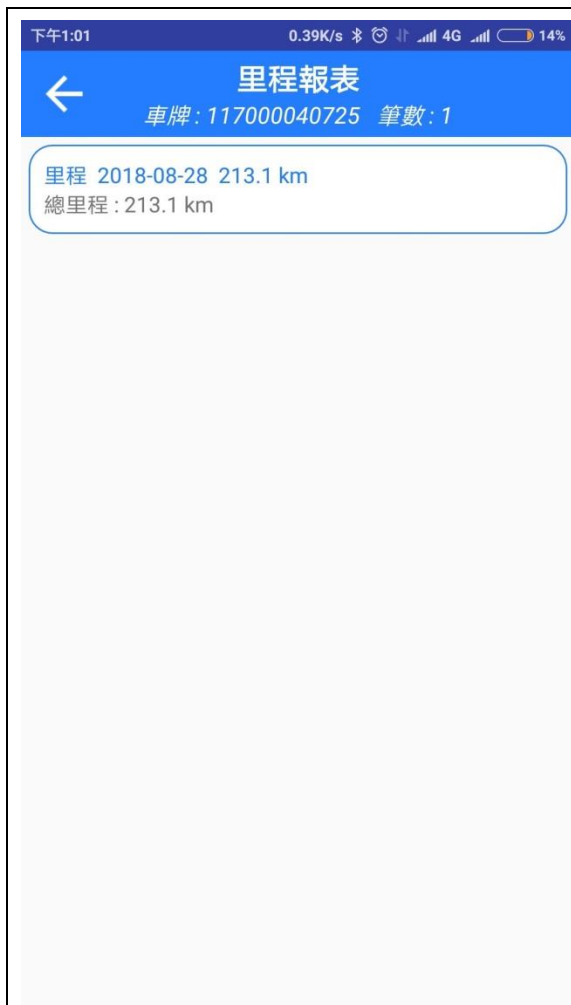 下午1:01 0.39K/s 4G 14%
里程報表
車牌 : 117000040725 筆數 : 1
里程 2018-08-28 213.1 km
總里程 : 213.1 km